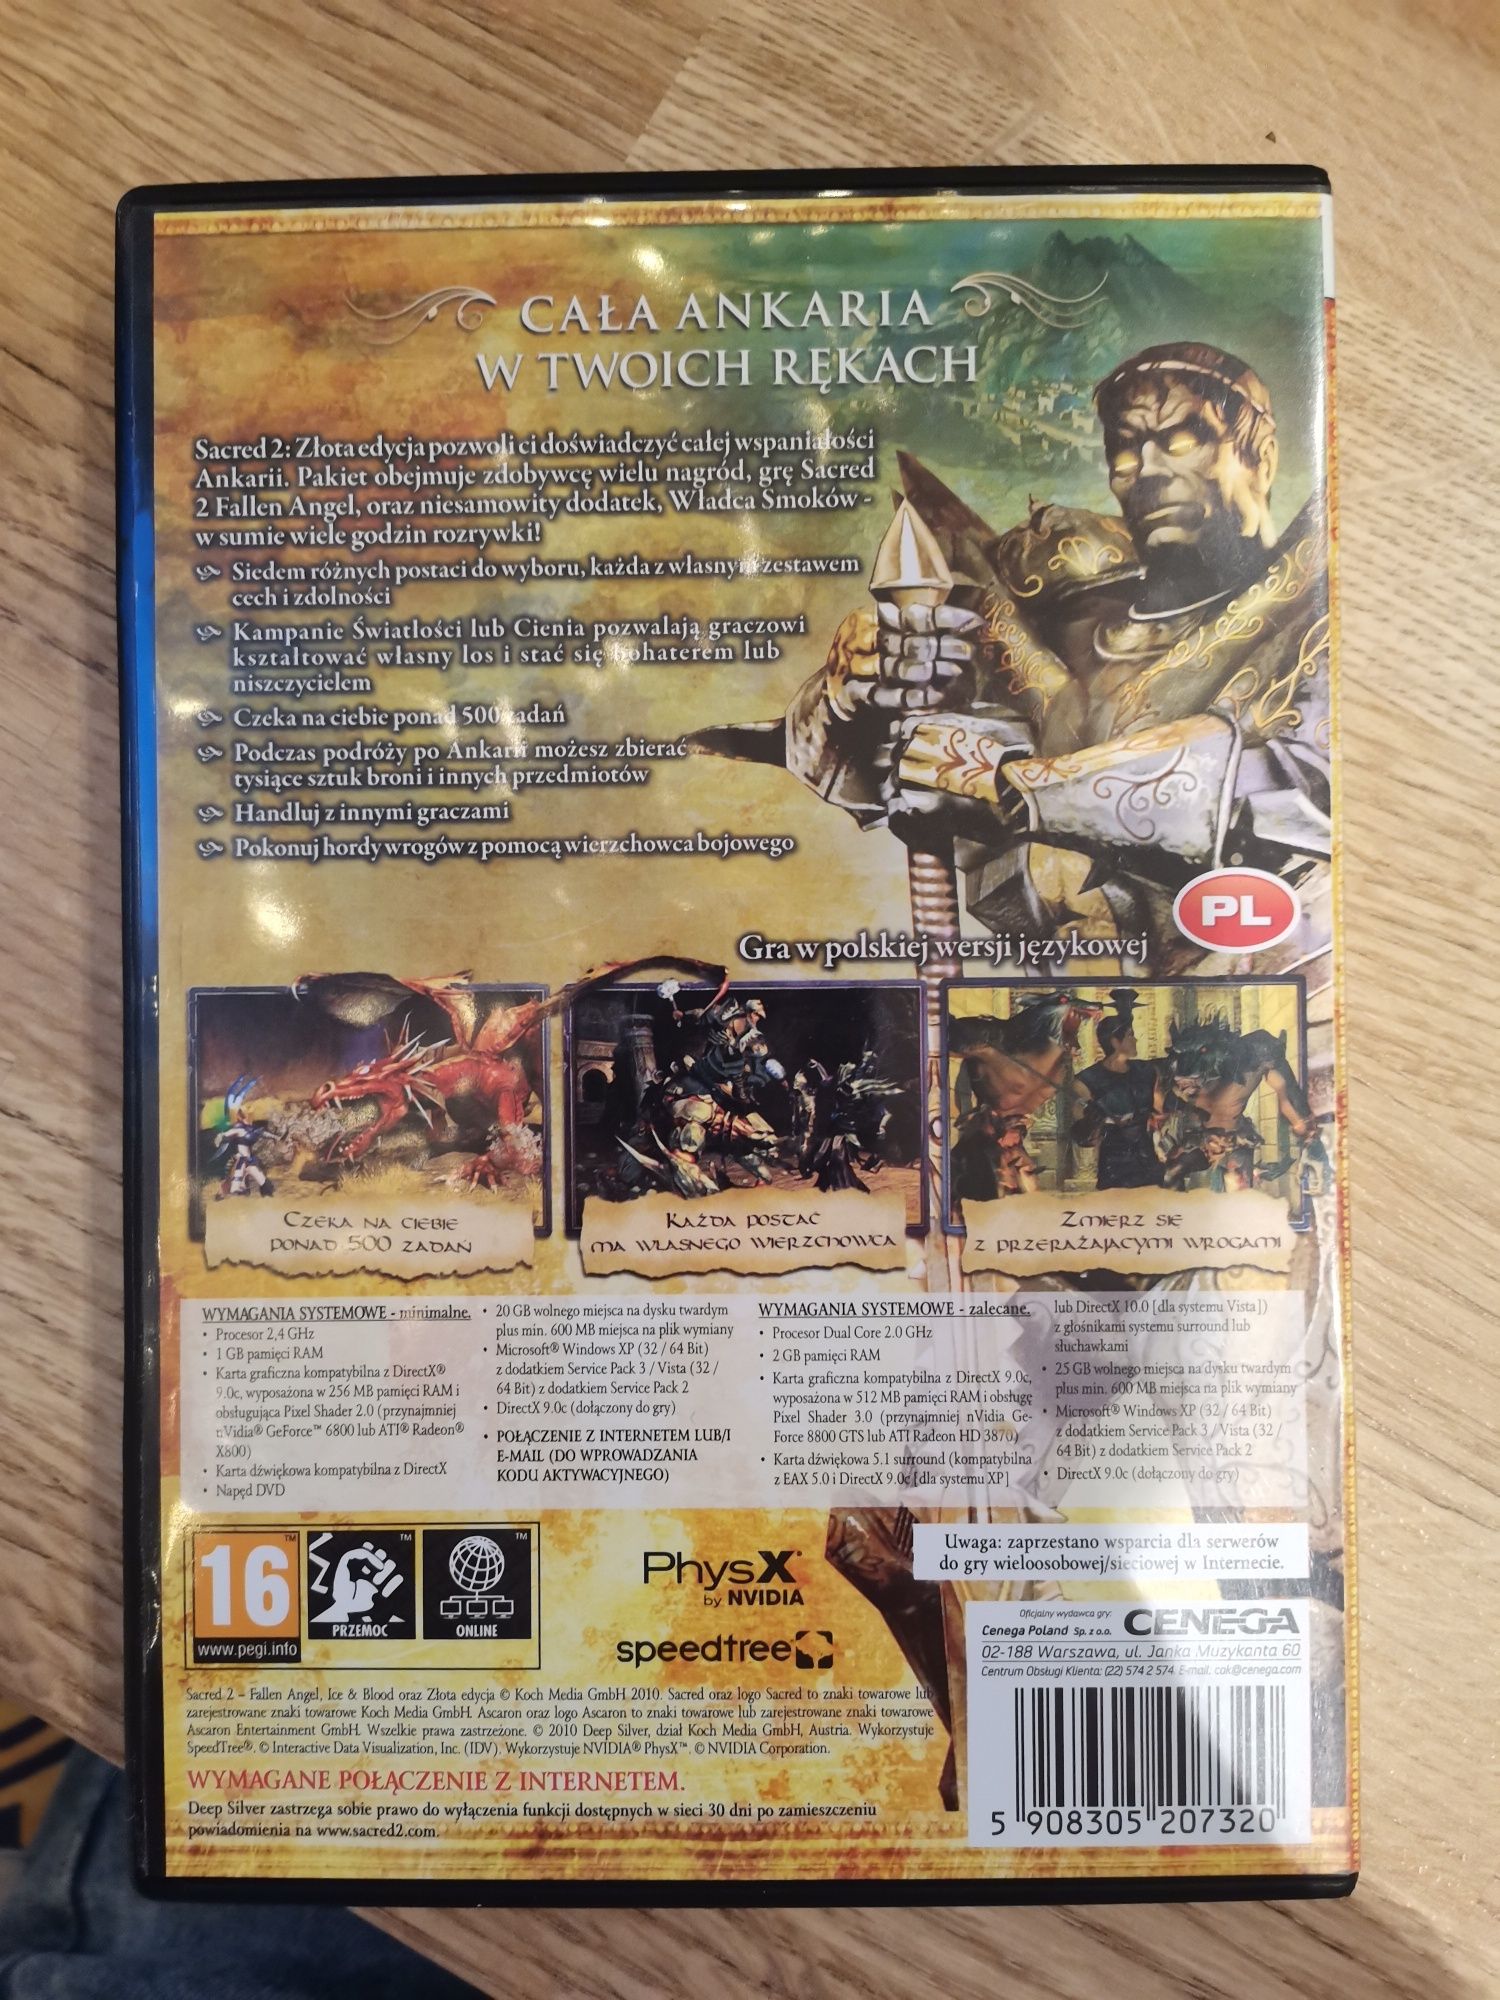 CAŁA ANKARIA
W TWOICH RĘKACH
Sacred 2: Złota edycja pozwoli ci doświadczyć całej wspaniałości
Ankarii. Pakiet obejmuje zdobywcę wielu nagród, grę Sacred
2 Fallen Angel, oraz niesamowity dodatek, Władca Smoków -
w sumie wiele godzin rozrywki!
Siedem różnych postaci do wyboru, każda z własnym zestawem
cech i zdolności
Kampanie Światłości lub Cienia pozwalają graczowi
kształtować własny los i stać się bohaterem lub
niszczycielem
Czeka na ciebie ponad 500 zadań
Podczas podróży po Ankarii możesz zbierać
tysiące sztuk broni i innych przedmiotów
Handluj z innymi graczami
Pokonuj hordy wrogów z pomocą wierzchowca bojowego
PL
Gra w polskiej wersji językowej
Czeka na ciebie
ponad 500 zadań
Każda postać
ma własnego wierzchowca
Zmierz się
z przerażającymi wrogami
WYMAGANIA SYSTEMOWE - minimalne.
• Procesor 2,4 GHz
• 1 GB pamięci RAM
• Karta graficzna kompatybilna z DirectX®
9.0c, wyposażona w 256 MB pamięci RAM i
obsługująca Pixel Shader 2.0 (przynajmniej
nVidia® GeForce™ 6800 lub ATI® Radeon®
X800)
• Karta dźwiękowa kompatybilna z DirectX
• Napęd DVD
• 20 GB wolnego miejsca na dysku twardym
plus min. 600 MB miejsca na plik wymiany
• Microsoft® Windows XP (32 / 64 Bit)
z dodatkiem Service Pack 3 / Vista (32 /
64 Bit) z dodatkiem Service Pack 2
• DirectX 9.0c (dołączony do gry)
• POŁĄCZENIE Z INTERNETEM LUB/I
E-MAIL (DO WPROWADZANIA
KODU AKTYWACYJNEGO)
WYMAGANIA SYSTEMOWE - zalecane.
• Procesor Dual Core 2.0 GHz
• 2 GB pamięci RAM
• Karta graficzna kompatybilna z DirectX 9.0c,
wyposażona w 512 MB pamięci RAM i obsługę
Pixel Shader 3.0 (przynajmniej nVidia Ge-
Force 8800 GTS lub ATI Radeon HD 3870)
• Karta dźwiękowa 5.1 surround (kompatybilna
z EAX 5.0 i DirectX 9.0c [dla systemu XP]
lub DirectX 10.0 [dla systemu Vista])
z głośnikami systemu surround lub
słuchawkami
• 25 GB wolnego miejsca na dysku twardym
plus min. 600 MB miejsca na plik wymiany
• Microsoft® Windows XP (32 / 64 Bit)
z dodatkiem Service Pack 3 / Vista (32 /
64 Bit) z dodatkiem Service Pack 2
• DirectX 9.0c (dołączony do gry)
16
www.pegi.info
PRZEMOC
ONLINE
PhysX
by NVIDIA
speedtree
Uwaga: zaprzestano wsparcia dla serwerów
do gry wieloosobowej/sieciowej w Internecie.
Oficjalny wydawca gry:
Cenega Poland Sp. z o.o.
CENEGA
02-188 Warszawa, ul. Janka Muzykanta 60
Centrum Obsługi Klienta: (22) 574 2 574 E-mail. cok@cenega.com
5 908305 207320
Sacred 2 – Fallen Angel, Ice & Blood oraz Złota edycja © Koch Media GmbH 2010. Sacred oraz logo Sacred to znaki towarowe lub
zarejestrowane znaki towarowe Koch Media GmbH. Ascaron oraz logo Ascaron to znaki towarowe lub zarejestrowane znaki towarowe
Ascaron Entertainment GmbH. Wszelkie prawa zastrzeżone. © 2010 Deep Silver, dział Koch Media GmbH, Austria. Wykorzystuje
SpeedTree®. © Interactive Data Visualization, Inc. (IDV). Wykorzystuje NVIDIA® PhysX™. © NVIDIA Corporation.
WYMAGANE POŁĄCZENIE Z INTERNETEM.
Deep Silver zastrzega sobie prawo do wyłączenia funkcji dostępnych w sieci 30 dni po zamieszczeniu
powiadomienia na www.sacred2.com.